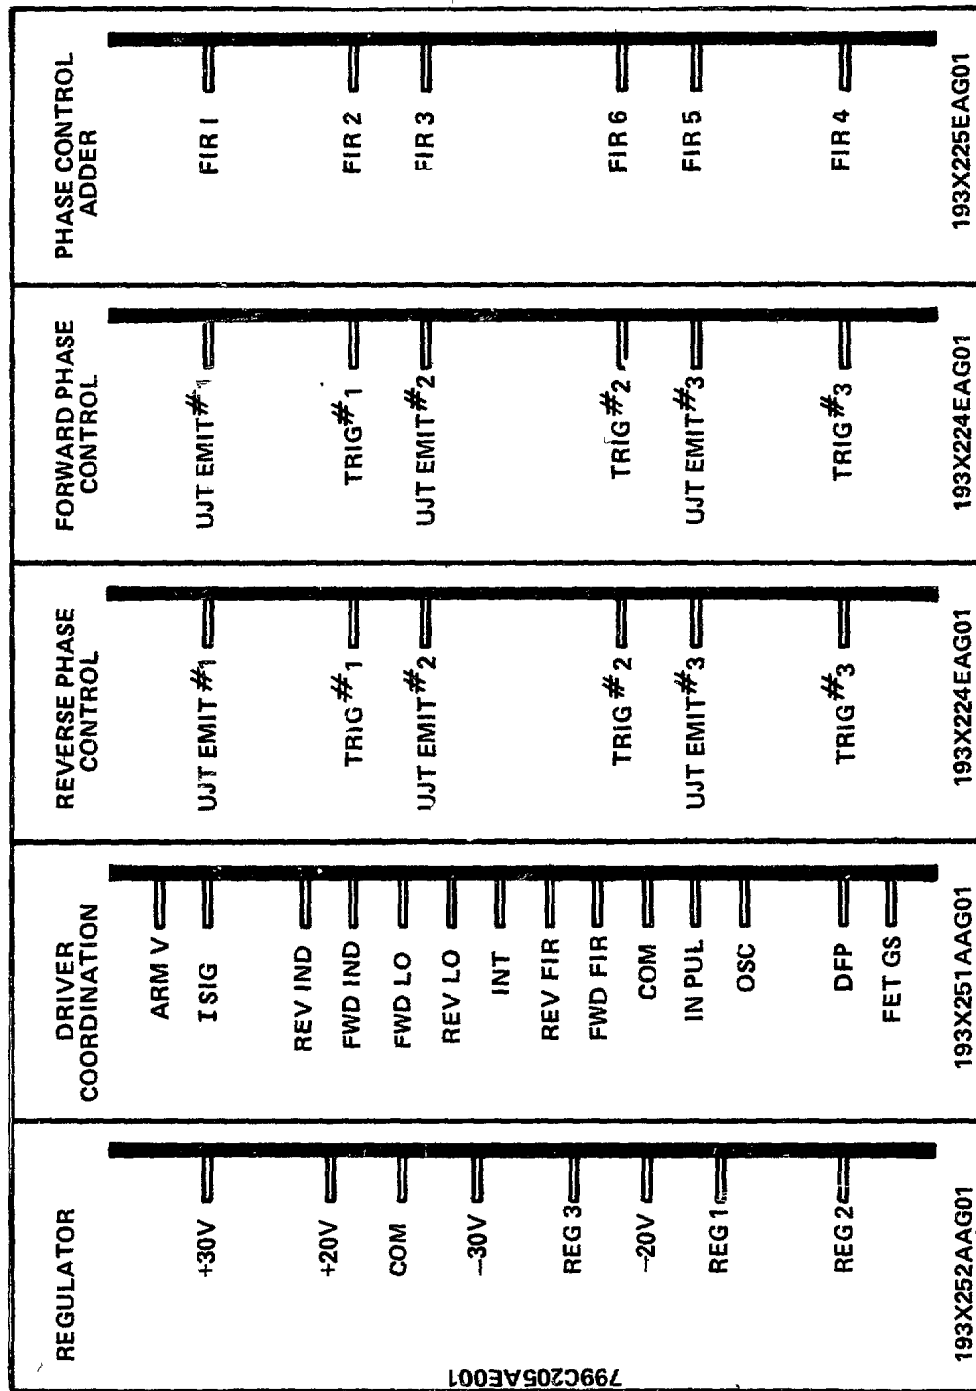 REGULATOR
+30V
+20V
COM
-30V
REG 3
-20V
REG 1
REG 2
193X252AAG01
DRIVER
COORDINATION
ARM V
I SIG
REV IND
FWD IND
FWD LO
REV LO
INT
REV FIR
FWD FIR
COM
IN PUL
OSC
DFP
FET GS
193X251AAG01
REVERSE PHASE
CONTROL
UJT EMIT #1
TRIG #1
UJT EMIT #2
TRIG #2
UJT EMIT #3
TRIG #3
193X224EAG01
FORWARD PHASE
CONTROL
UJT EMIT #1
TRIG #1
UJT EMIT #2
TRIG #2
UJT EMIT #3
TRIG #3
193X224EAG01
PHASE CONTROL
ADDER
FIR 1
FIR 2
FIR 3
FIR 6
FIR 5
FIR 4
193X225EAG01
799C205AE001